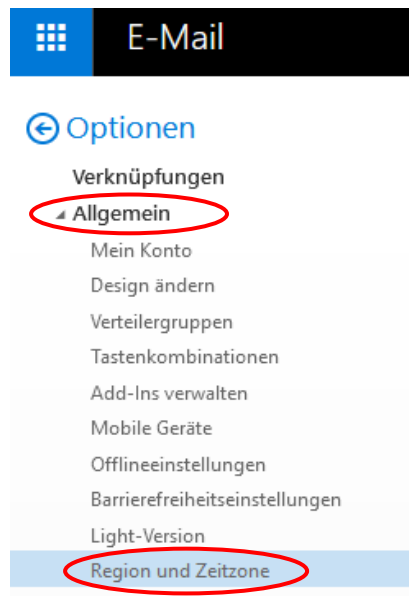 E-Mail
Optionen
Verknüpfungen
Allgemein
Mein Konto
Design ändern
Verteilergruppen
Tastenkombinationen
Add-Ins verwalten
Mobile Geräte
Offlineeinstellungen
Barrierefreiheitseinstellungen
Light-Version
Region und Zeitzone